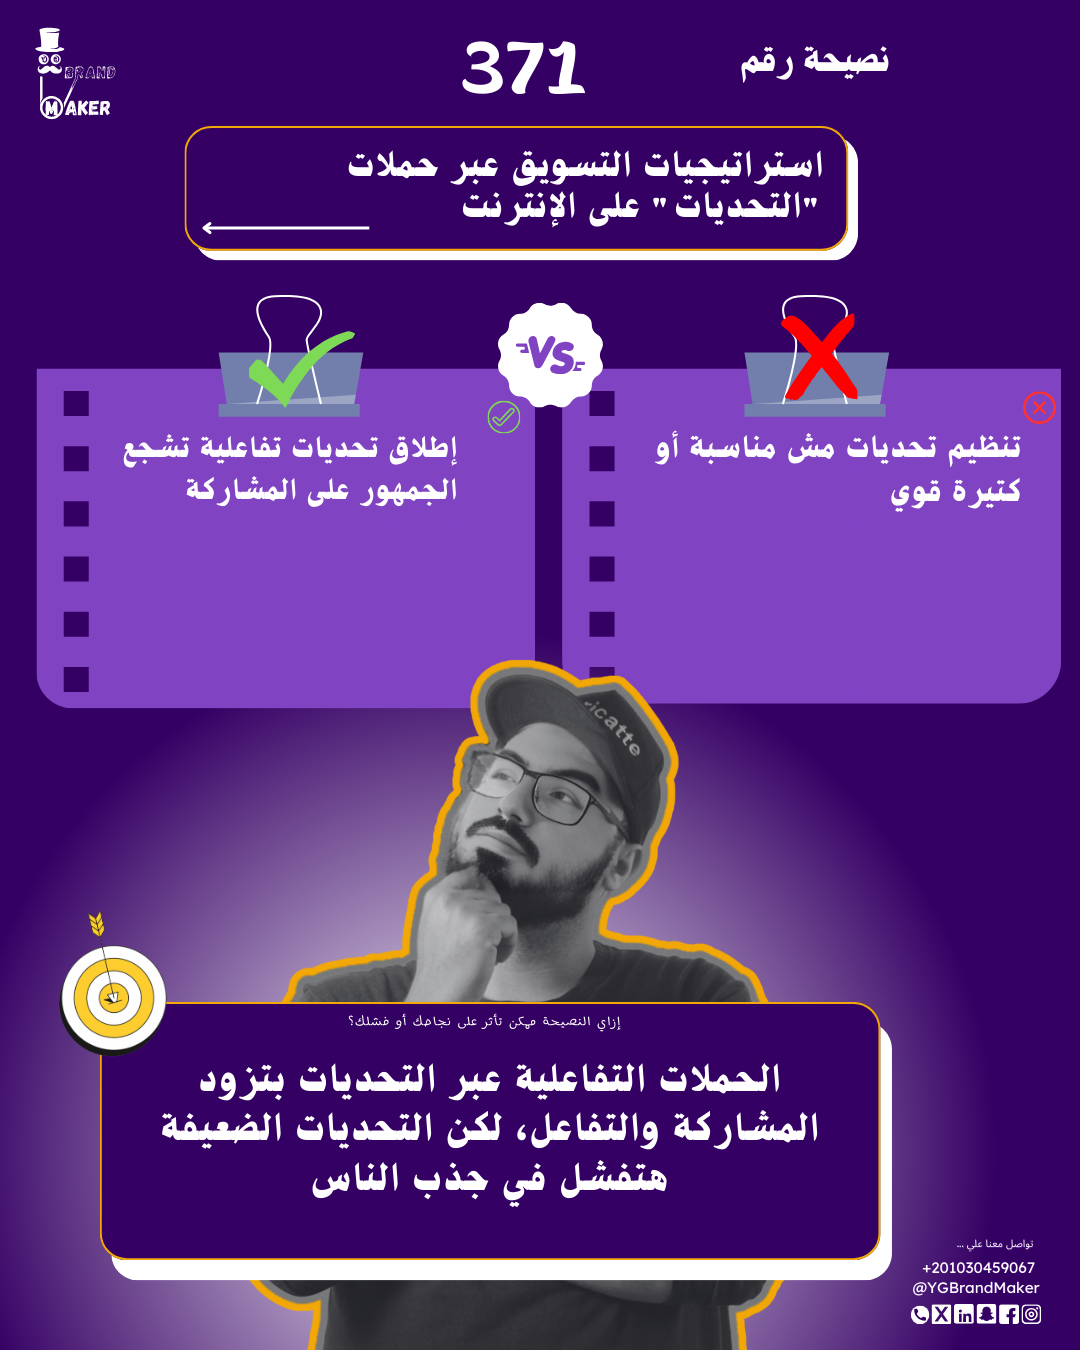 BRAND
MAKER
نصيحة رقم
371
استراتيجيات التسويق عبر حملات
"التحديات" على الإنترنت
VS
تنظيم تحديات مش مناسبة أو
كتيرة قوي
إطلاق تحديات تفاعلية تشجع
الجمهور على المشاركة
icatte
إزاي النصيحة ممكن تأثر على نجاحك أو فشلك؟
الحملات التفاعلية عبر التحديات بتزود
المشاركة والتفاعل، لكن التحديات الضعيفة
هتفشل في جذب الناس
تواصل معنا علي ...
+201030459067
@YGBrandMaker